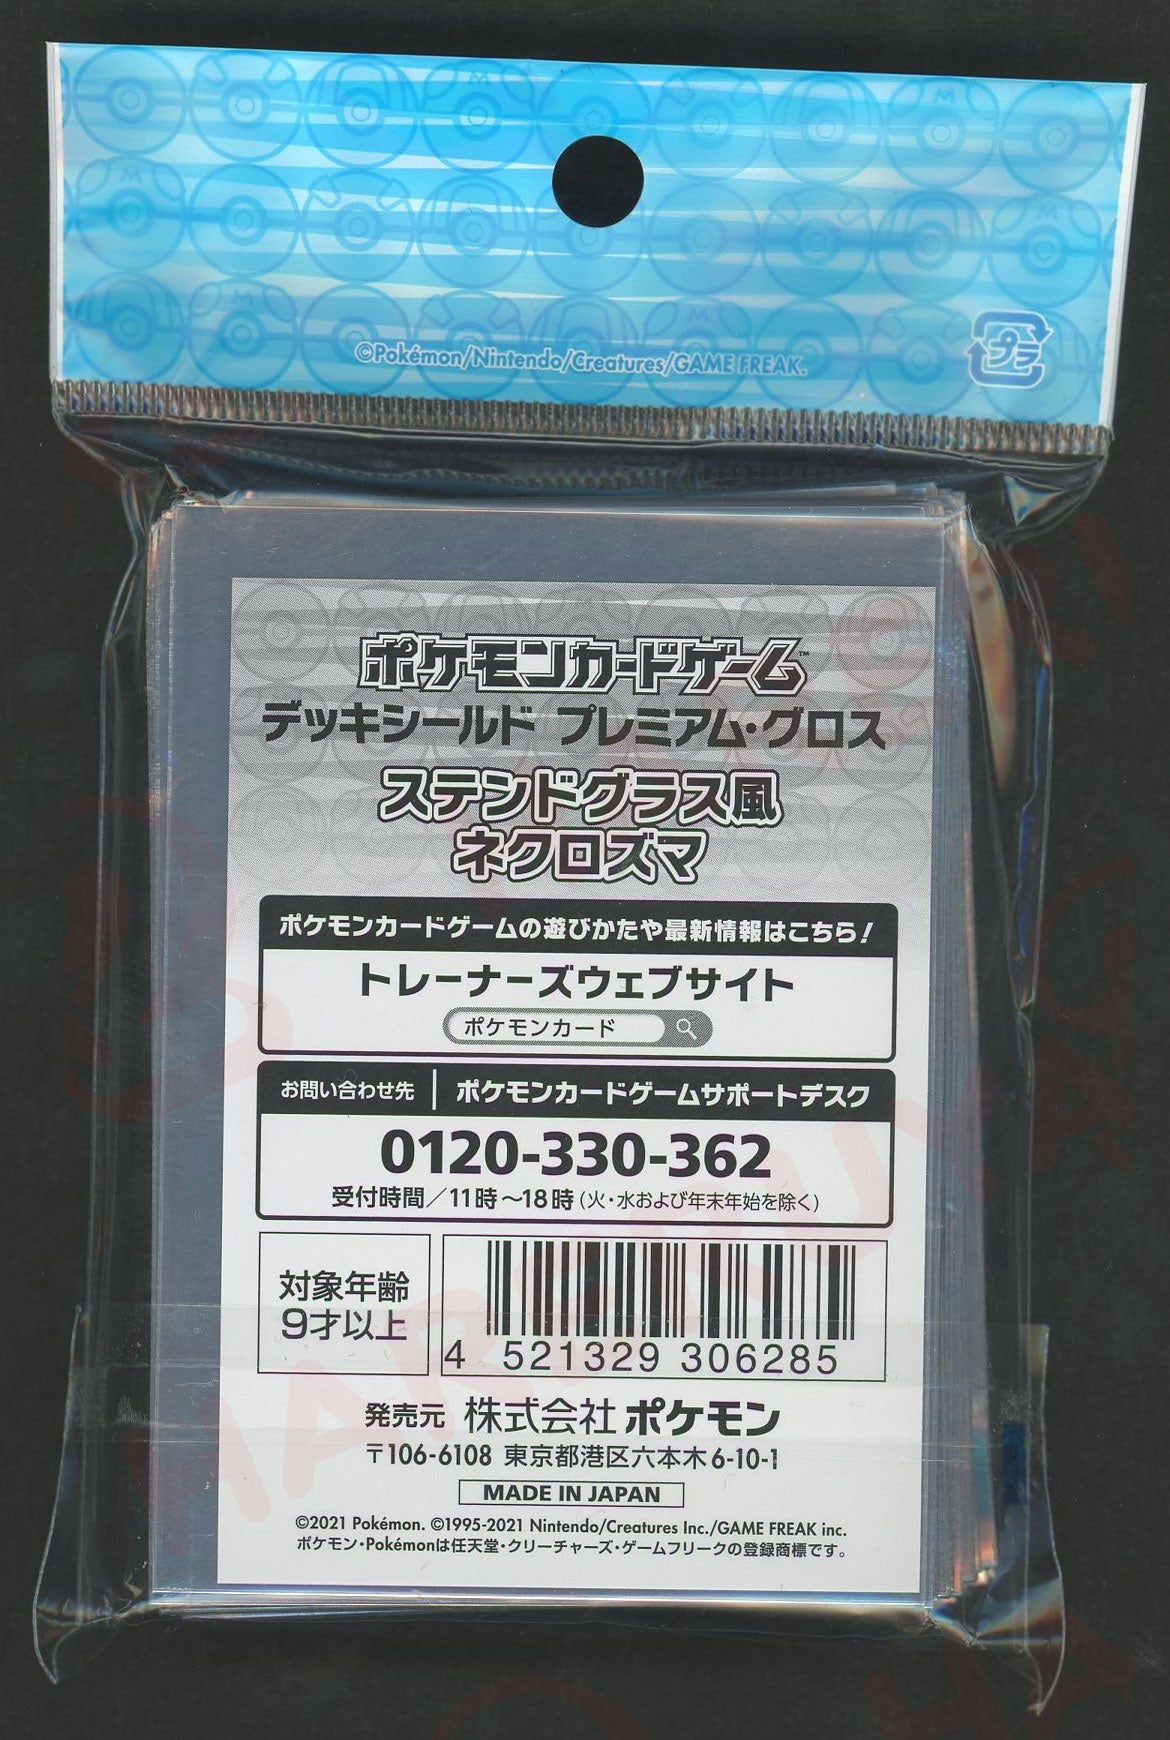 ©Pokémon/Nintendo/Creatures/GAME FREAK.
プラ
ポケモンカードゲーム™
デッキシールド プレミアム・グロス
ステンドグラス風
ネクロズマ
ポケモンカードゲームの遊びかたや最新情報はこちら!
トレーナーズウェブサイト
ポケモンカード
お問い合わせ先 | ポケモンカードゲームサポートデスク
0120-330-362
受付時間/11時~18時(火・水および年末年始を除く)
対象年齢
9才以上
4 521329 306285
発売元 株式会社ポケモン
〒106-6108 東京都港区六本木6-10-1
MADE IN JAPAN
©2021 Pokémon. ©1995-2021 Nintendo/Creatures Inc./GAME FREAK inc.
ポケモン・Pokémonは任天堂・クリーチャーズ・ゲームフリークの登録商標です。